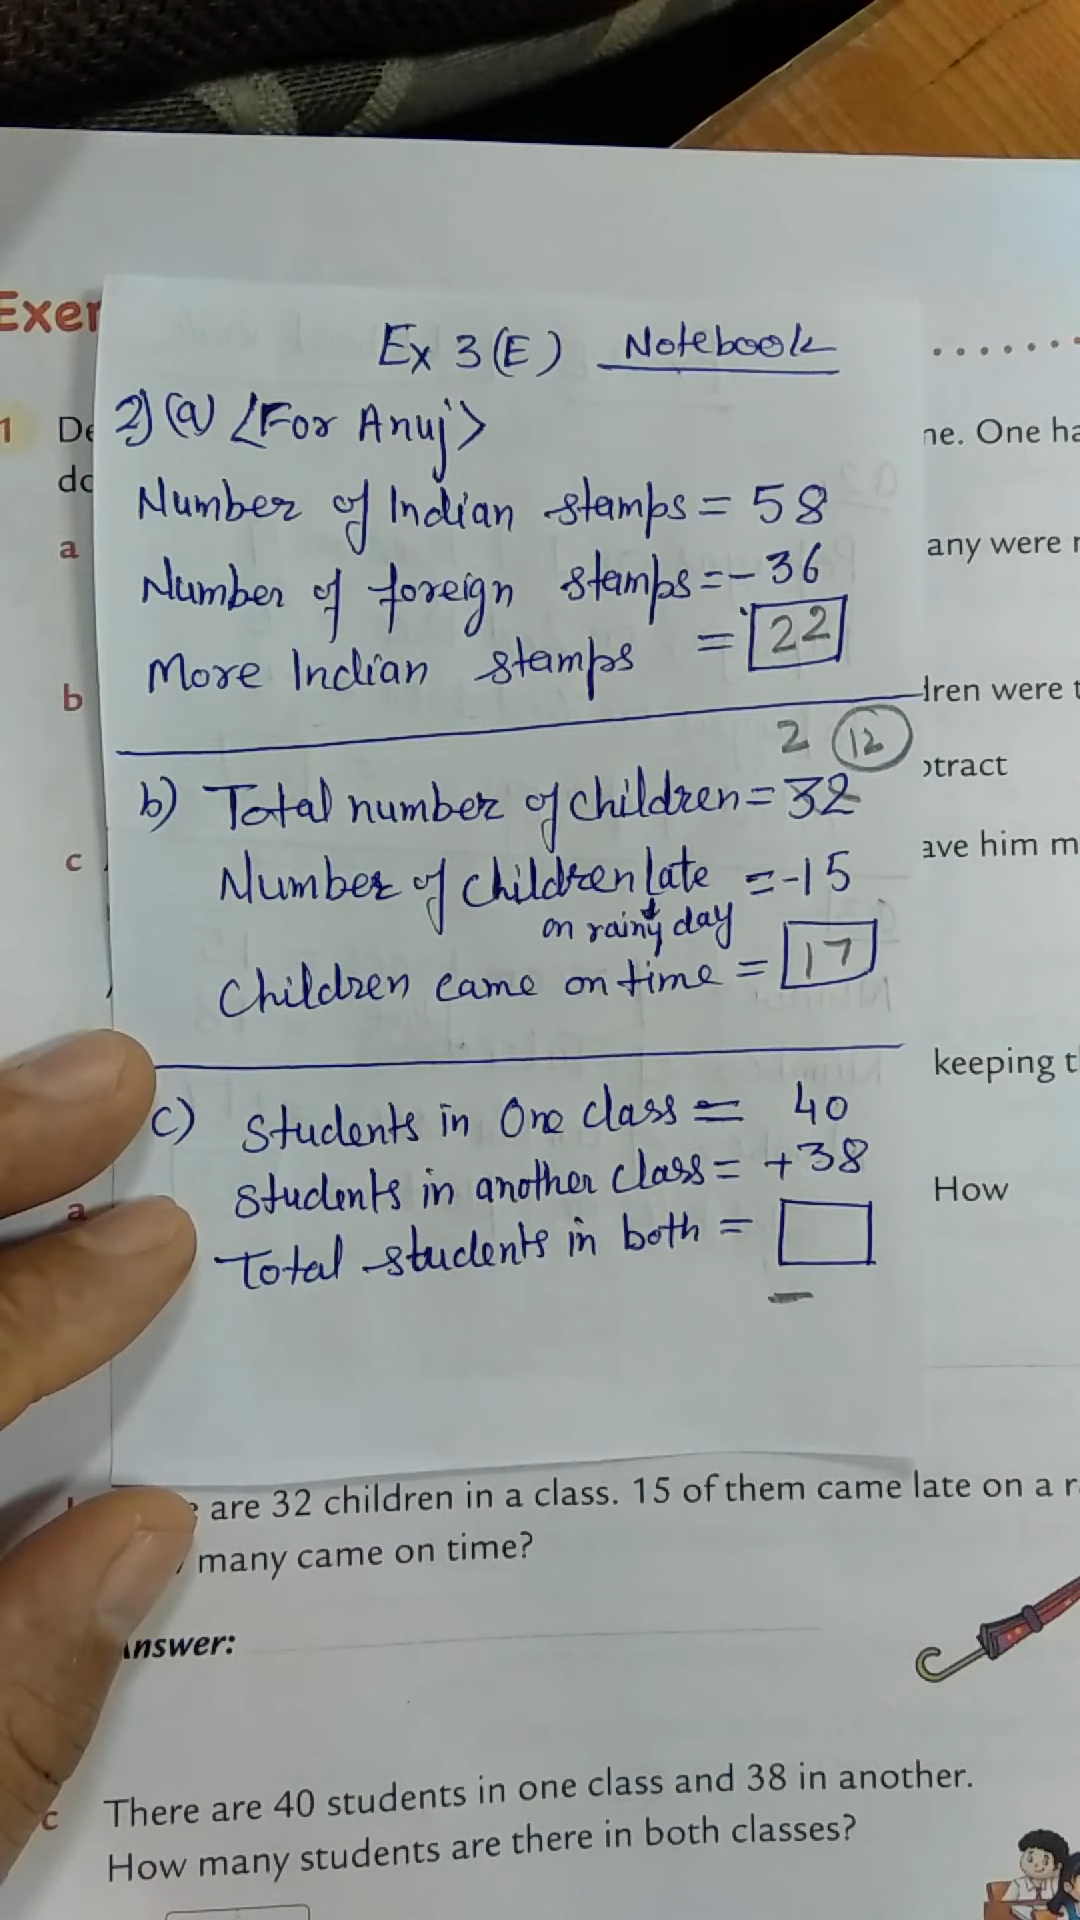 Exer
Ex 3(E) Notebook
1
2) (a) <For Anuj>
ne. One ha
Number of Indian stamps = 58
a
any were r
Number of foreign stamps = - 36
More Indian stamps = 22
b
dren were t
2 12
b) Total number of children = 32
otract
c
ave him m
Number of children late = -15
on rainy day
Children came on time = 17
keeping t
c) Students in One class = 40
Students in another class = +38
a
How
Total students in both =
are 32 children in a class. 15 of them came late on a r
many came on time?
nswer:
c There are 40 students in one class and 38 in another.
How many students are there in both classes?